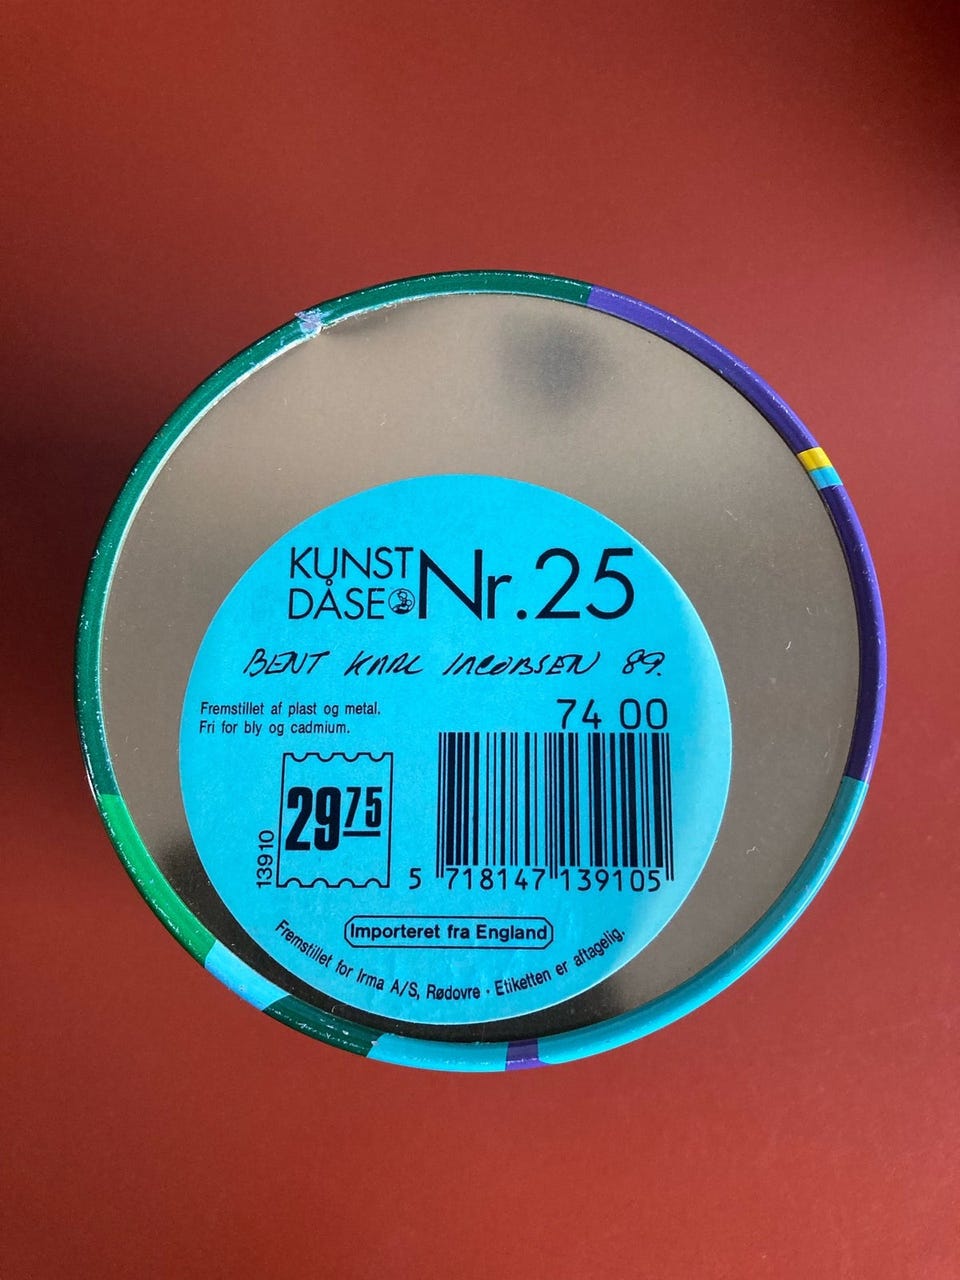 KUNST
DÅSE Nr. 25
BENT KARL JACOBSEN 89.
Fremstillet af plast og metal.
Fri for bly og cadmium.
74 00
13910
29 75
5 718147 139105
Importeret fra England
Fremstillet for Irma A/S, Rødovre · Etiketten er aftagelig.